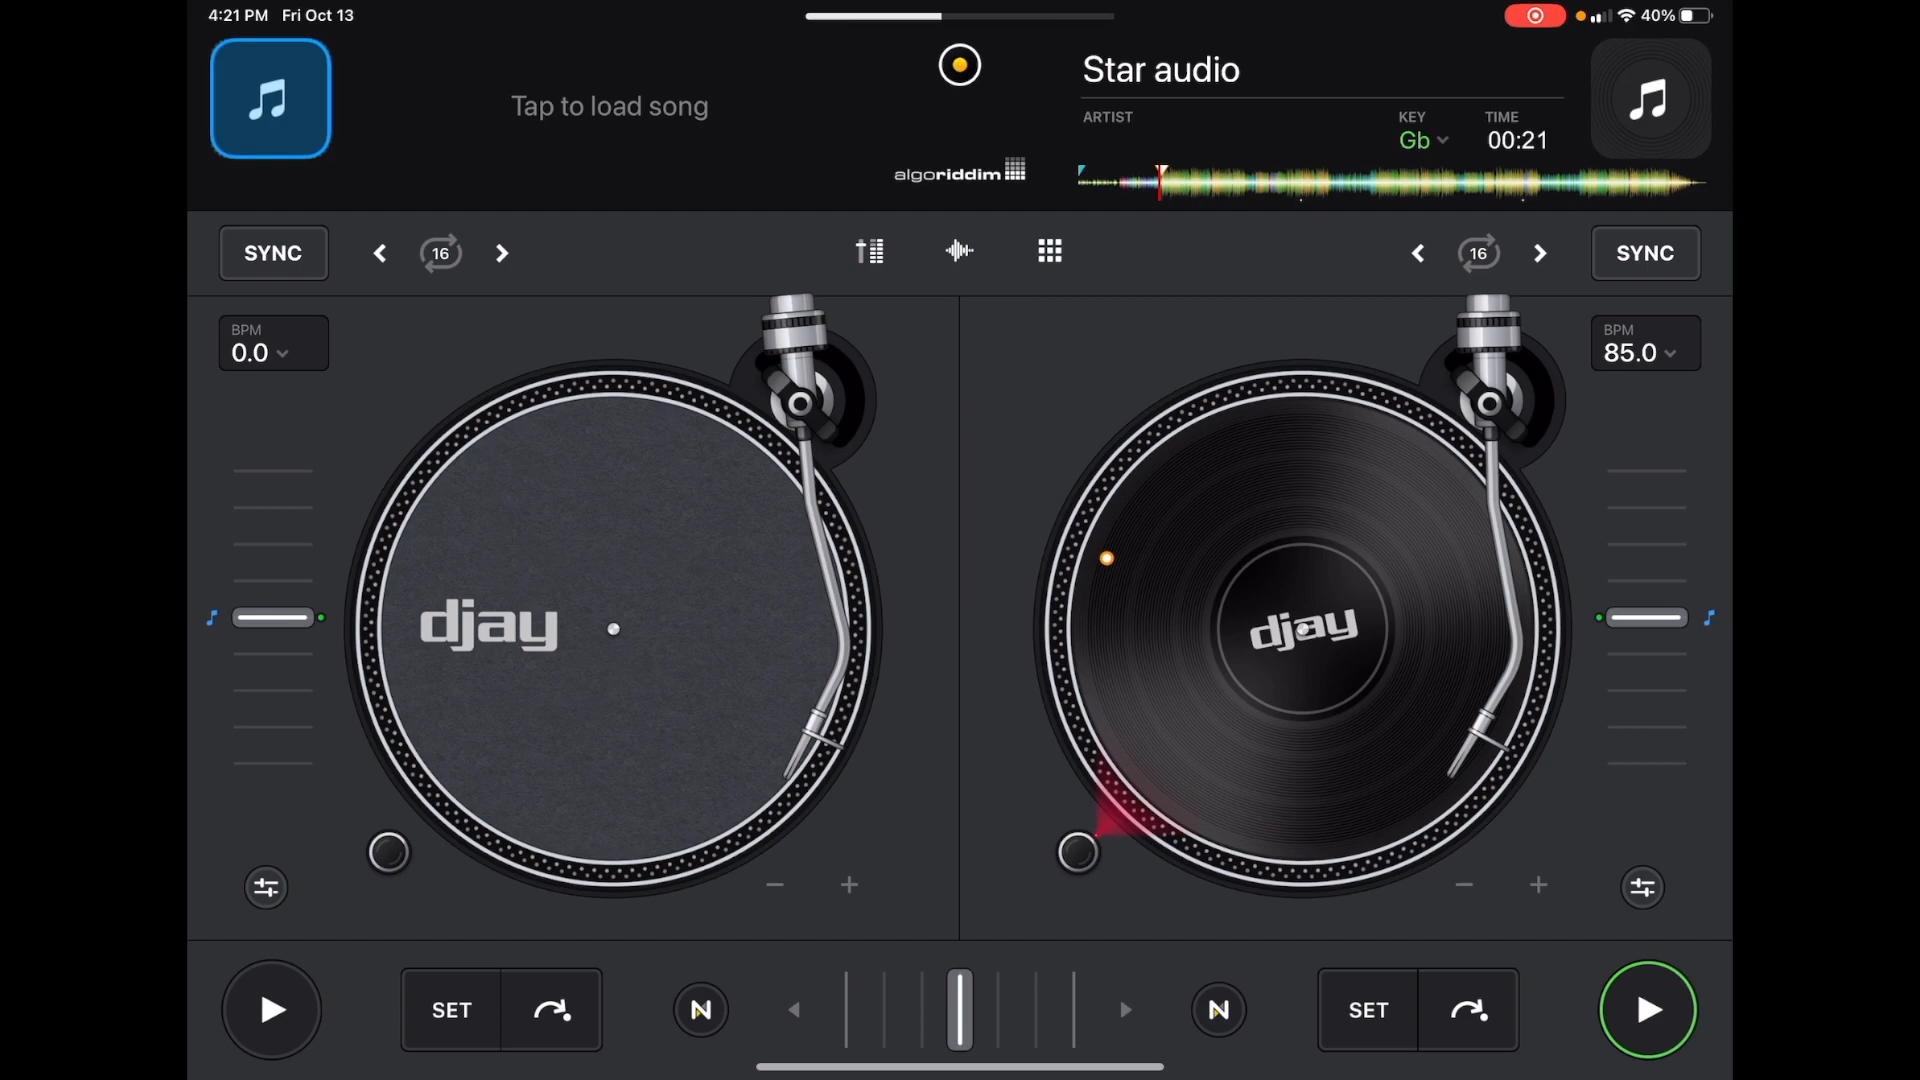 4:21 PM Fri Oct 13
40%
Tap to load song
Star audio
ARTIST
KEY
TIME
Gb
00:21
algoriddim
SYNC
16
16
SYNC
BPM
0.0
BPM
85.0
djay
djay
SET
N
N
SET